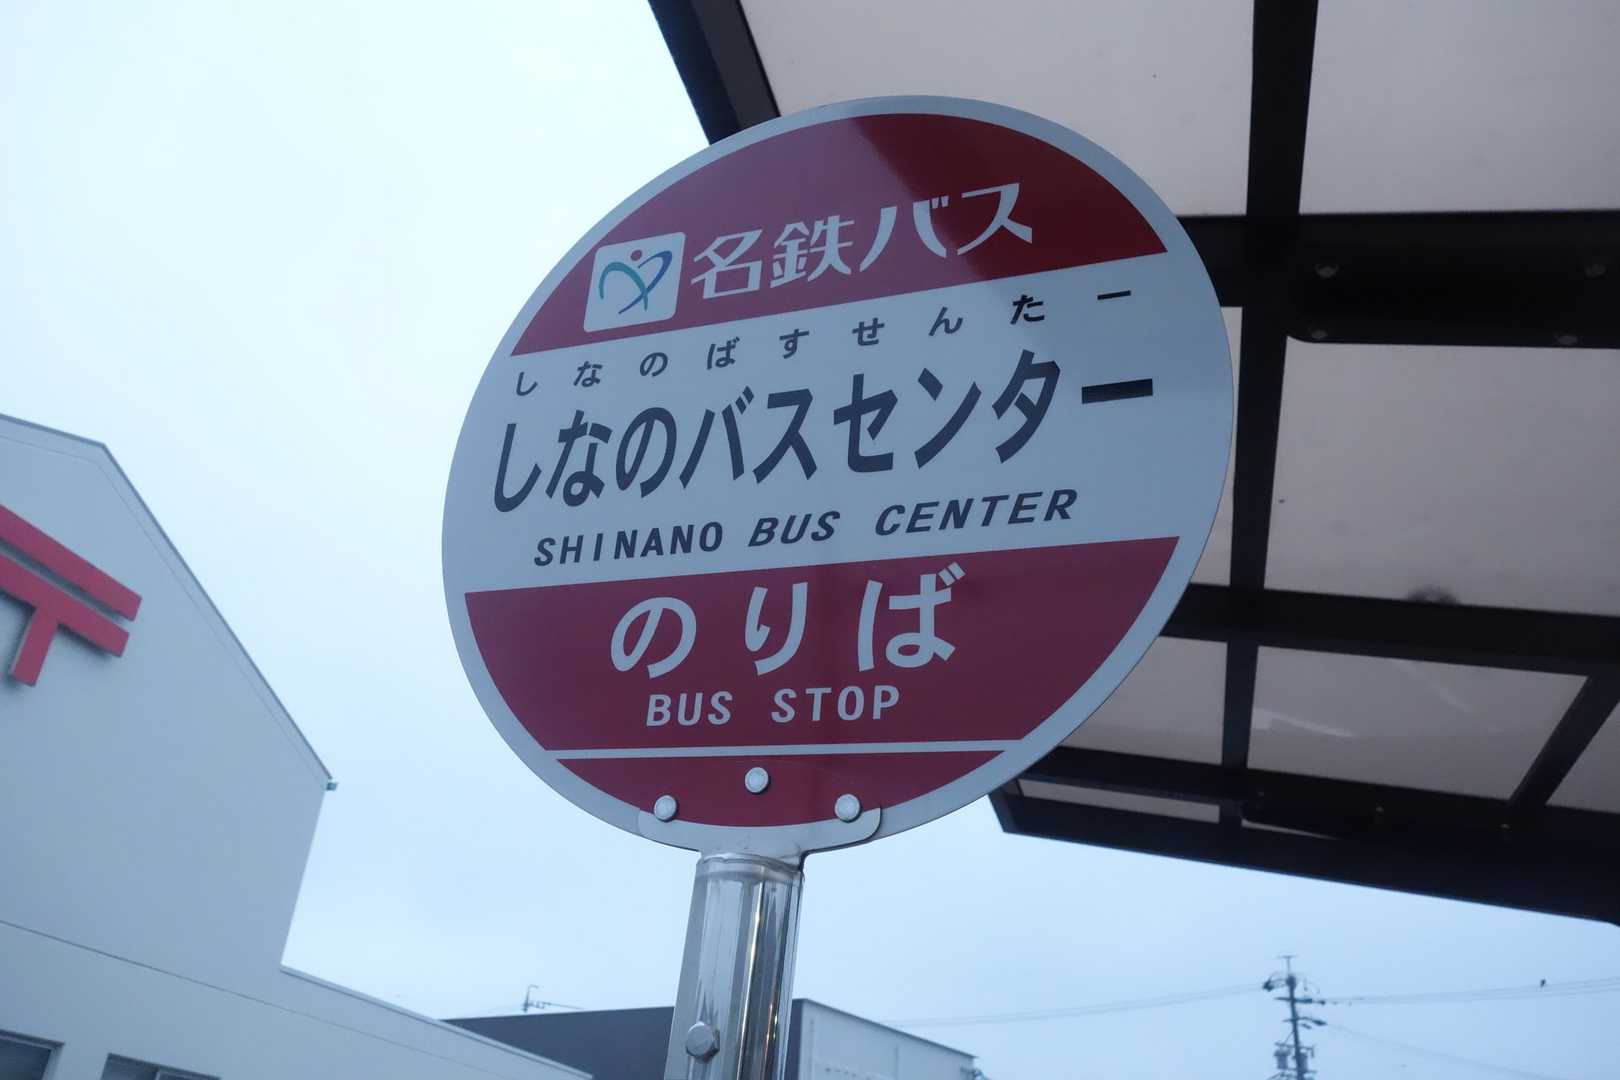 名鉄バス
しなのばすせんたー
しなのバスセンター
SHINANO BUS CENTER
のりば
BUS STOP